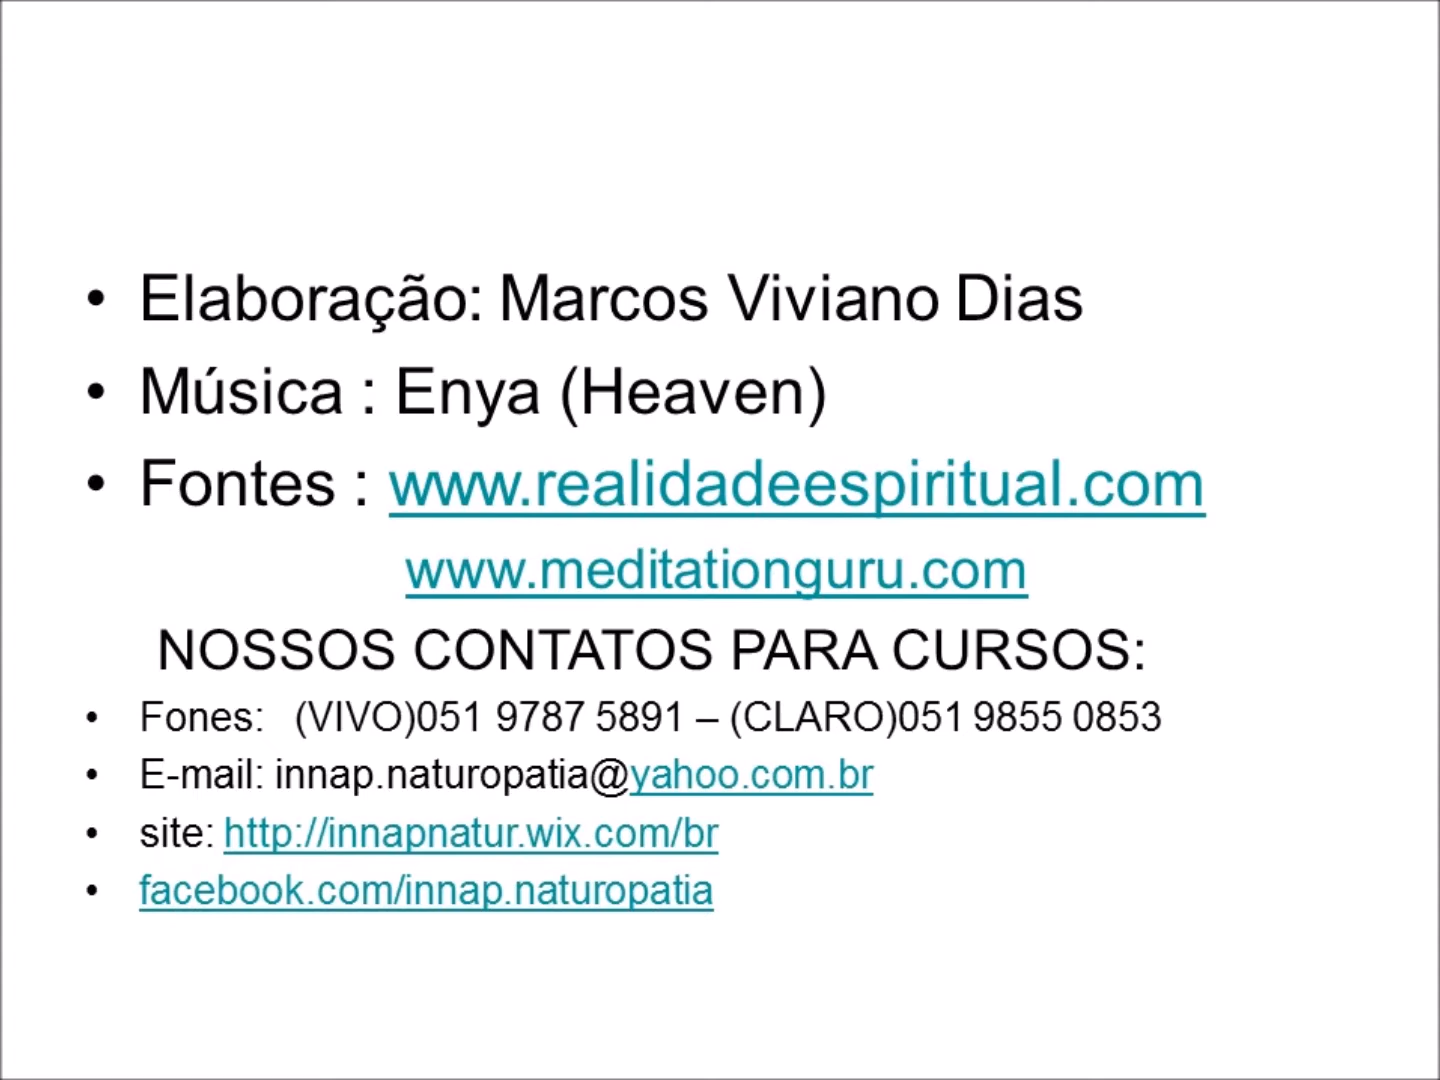 • Elaboração: Marcos Viviano Dias
• Música : Enya (Heaven)
• Fontes : www.realidadeespiritual.com
www.meditationguru.com
NOSSOS CONTATOS PARA CURSOS:
• Fones: (VIVO)051 9787 5891 – (CLARO)051 9855 0853
• E-mail: innap.naturopatia@yahoo.com.br
• site: http://innapnatur.wix.com/br
• facebook.com/innap.naturopatia